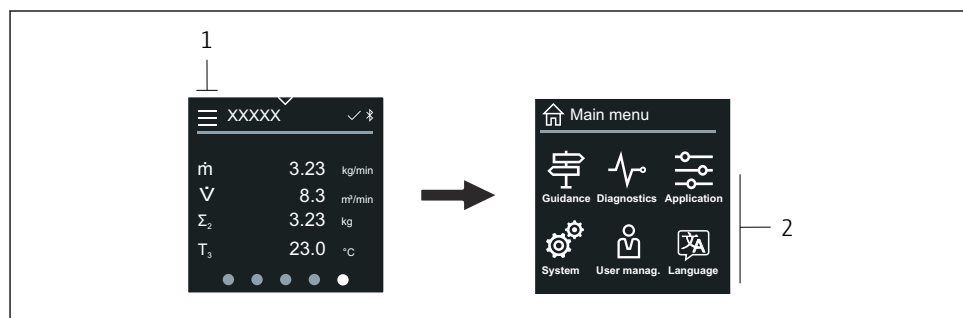 1
XXXXX
ṁ 3.23 kg/min
V̇ 8.3 m³/min
Σ₂ 3.23 kg
T₃ 23.0 °C
Main menu
Guidance Diagnostics Application
System User manag. Language
2